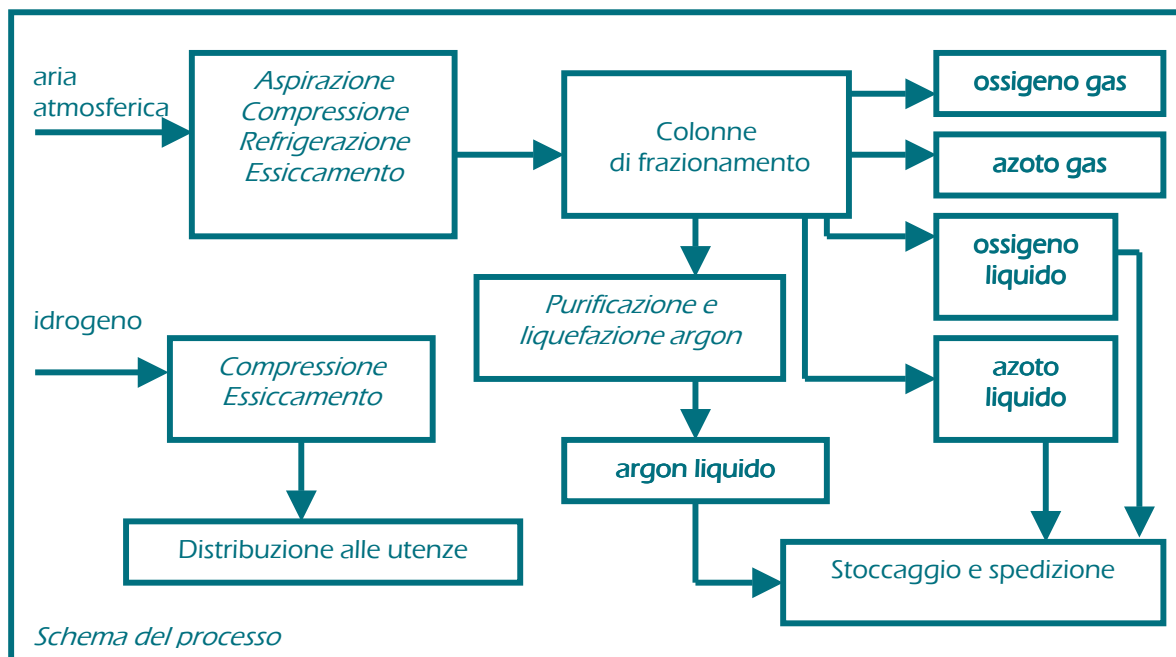 aria
atmosferica
Aspirazione
Compressione
Refrigerazione
Essiccamento
Colonne
di frazionamento
ossigeno gas
azoto gas
ossigeno
liquido
azoto
liquido
Purificazione e
liquefazione argon
argon liquido
idrogeno
Compressione
Essiccamento
Distribuzione alle utenze
Stoccaggio e spedizione
Schema del processo